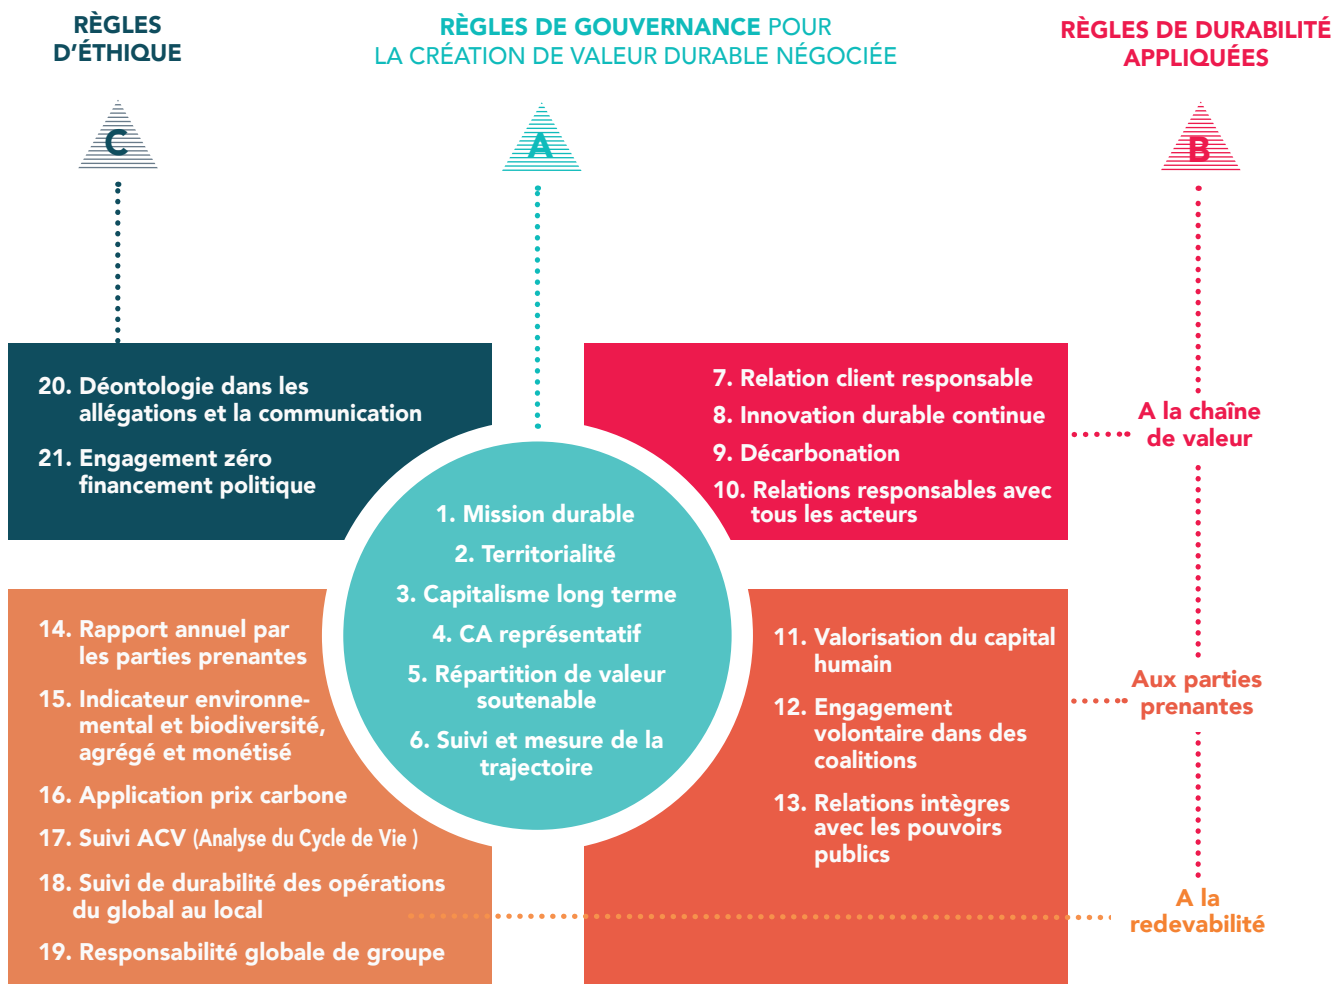 RÈGLES
D’ÉTHIQUE
RÈGLES DE GOUVERNANCE POUR
LA CRÉATION DE VALEUR DURABLE NÉGOCIÉE
RÈGLES DE DURABILITÉ
APPLIQUÉES
C
A
B
20. Déontologie dans les
allégations et la communication
21. Engagement zéro
financement politique
1. Mission durable
2. Territorialité
3. Capitalisme long terme
4. CA représentatif
5. Répartition de valeur
soutenable
6. Suivi et mesure de la
trajectoire
7. Relation client responsable
8. Innovation durable continue
9. Décarbonation
10. Relations responsables avec
tous les acteurs
A la chaîne
de valeur
11. Valorisation du capital
humain
12. Engagement
volontaire dans des
coalitions
13. Relations intègres
avec les pouvoirs
publics
Aux parties
prenantes
14. Rapport annuel par
les parties prenantes
15. Indicateur environne-
mental et biodiversité,
agrégé et monétisé
16. Application prix carbone
17. Suivi ACV (Analyse du Cycle de Vie )
18. Suivi de durabilité des opérations
du global au local
19. Responsabilité globale de groupe
A la
redevabilité